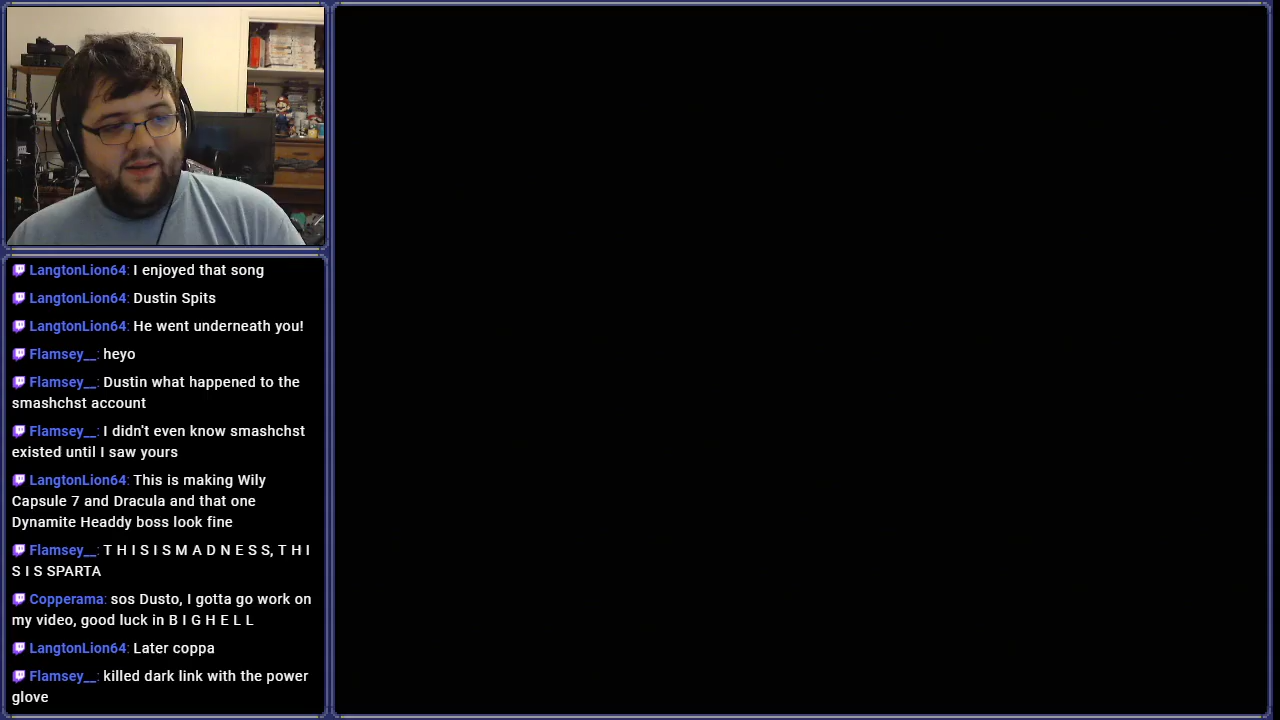 LangtonLion64: I enjoyed that song
LangtonLion64: Dustin Spits
LangtonLion64: He went underneath you!
Flamsey__: heyo
Flamsey__: Dustin what happened to the
smashchst account
Flamsey__: I didn't even know smashchst
existed until I saw yours
LangtonLion64: This is making Wily
Capsule 7 and Dracula and that one
Dynamite Headdy boss look fine
Flamsey__: T H I S I S M A D N E S S, T H I
S I S SPARTA
Copperama: sos Dusto, I gotta go work on
my video, good luck in B I G H E L L
LangtonLion64: Later coppa
Flamsey__: killed dark link with the power
glove